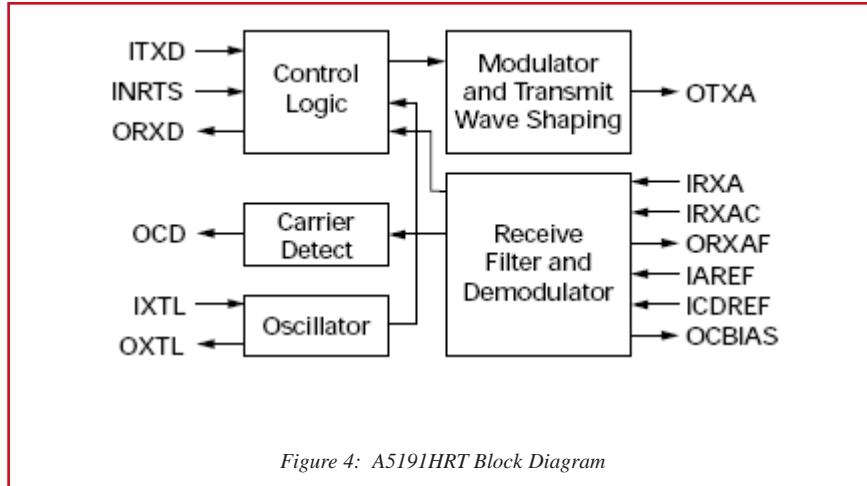 ITXD
INRTS
ORXD
Control
Logic
Modulator
and Transmit
Wave Shaping
OTXA
OCD
Carrier
Detect
IXTL
OXTL
Oscillator
Receive
Filter and
Demodulator
IRXA
IRXAC
ORXAF
IAREF
ICDREF
OCBIAS
Figure 4: A5191HRT Block Diagram